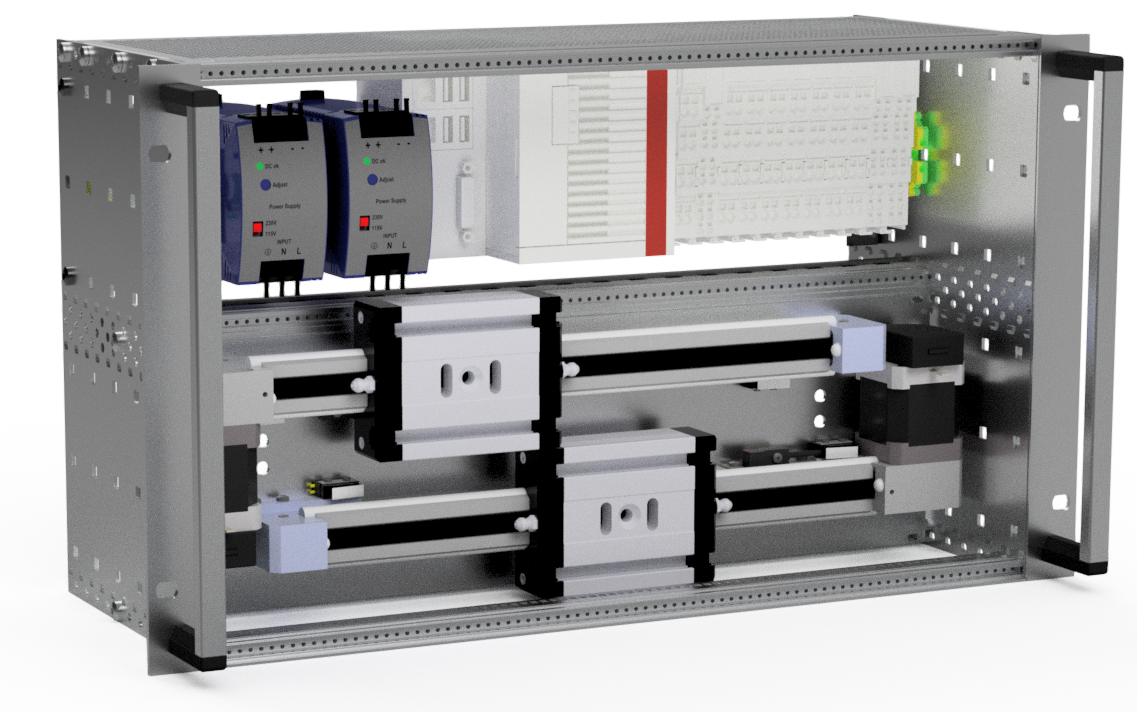 + + - -
DC ok
Adjust
Power Supply
230V
115V
INPUT
N L
+ + - -
DC ok
Adjust
Power Supply
230V
115V
INPUT
N L